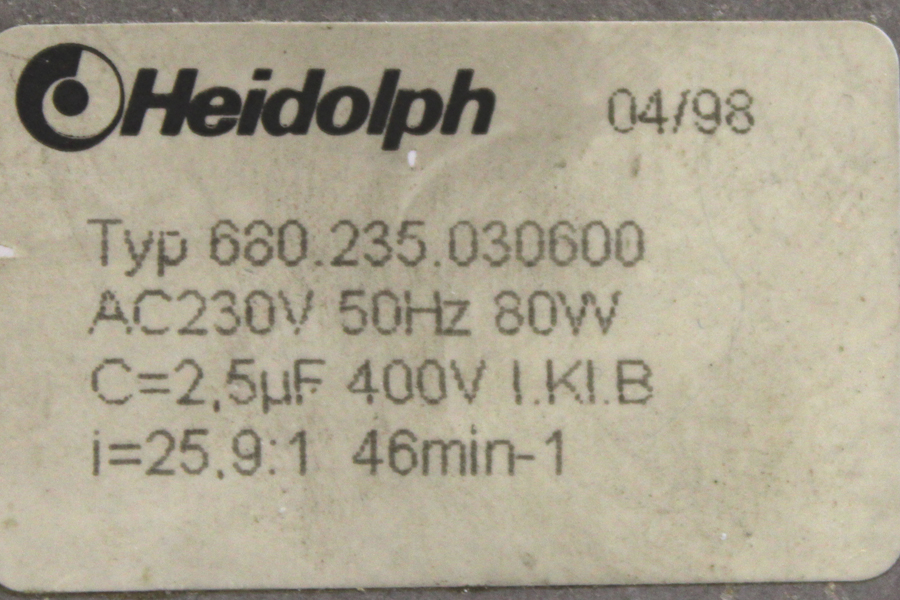 Heidolph 04/98
Typ 680.235.030600
AC230V 50Hz 80W
C=2,5µF 400V I.Kl.B
i=25,9:1 46min-1